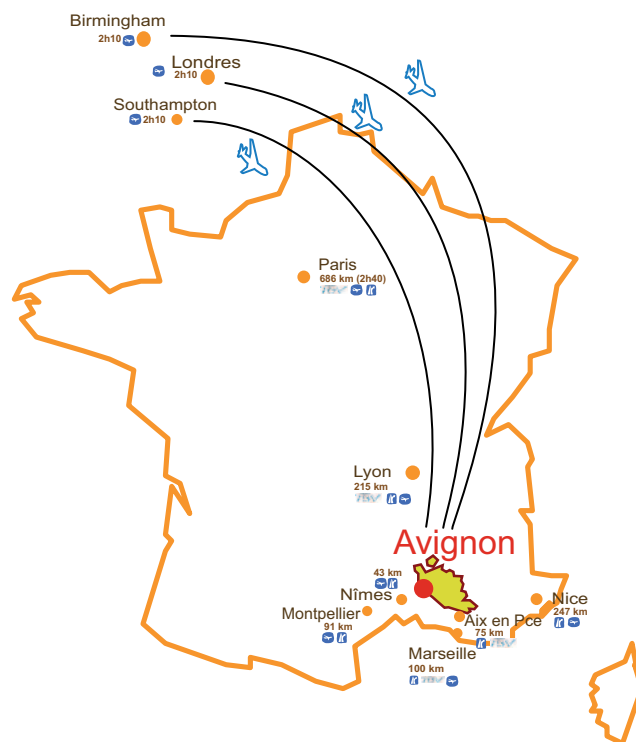 Birmingham
2h10
Londres
2h10
Southampton
2h10
Paris
686 km (2h40)
TGV
Lyon
215 km
TGV
Avignon
43 km
Nîmes
Montpellier
91 km
Nice
247 km
Aix en Pce
75 km
TGV
Marseille
100 km
TGV